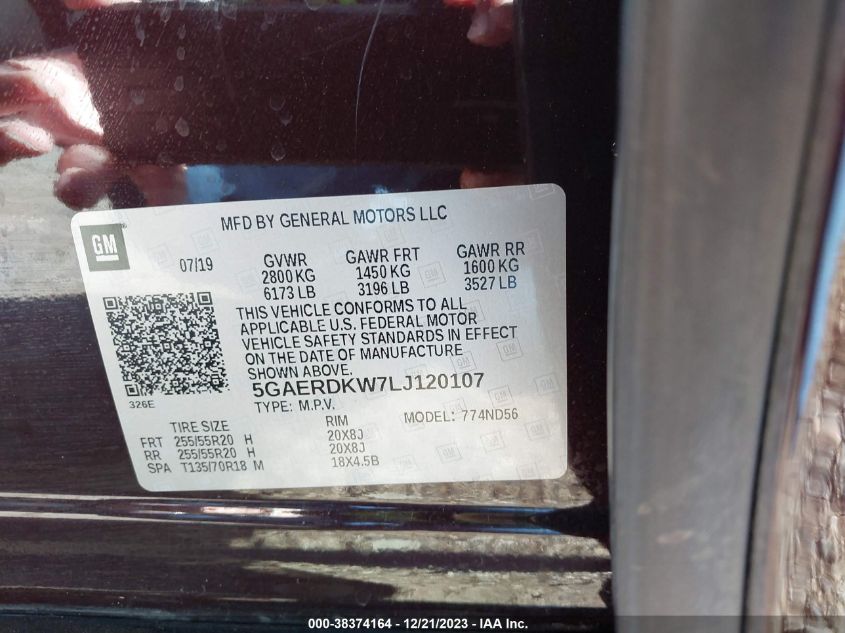 MFD BY GENERAL MOTORS LLC
GM
07/19
GVWR GAWR FRT GAWR RR
2800 KG 1450 KG 1600 KG
6173 LB 3196 LB 3527 LB
THIS VEHICLE CONFORMS TO ALL
APPLICABLE U.S. FEDERAL MOTOR
VEHICLE SAFETY STANDARDS IN EFFECT
ON THE DATE OF MANUFACTURE
SHOWN ABOVE.
5GAERDKW7LJ120107
326E
TYPE: M.P.V. MODEL: 774ND56
TIRE SIZE RIM
FRT 255/55R20 H 20X8J
RR 255/55R20 H 20X8J
SPA T135/70R18 M 18X4.5B
000-38374164 - 12/21/2023 - 000-38374164